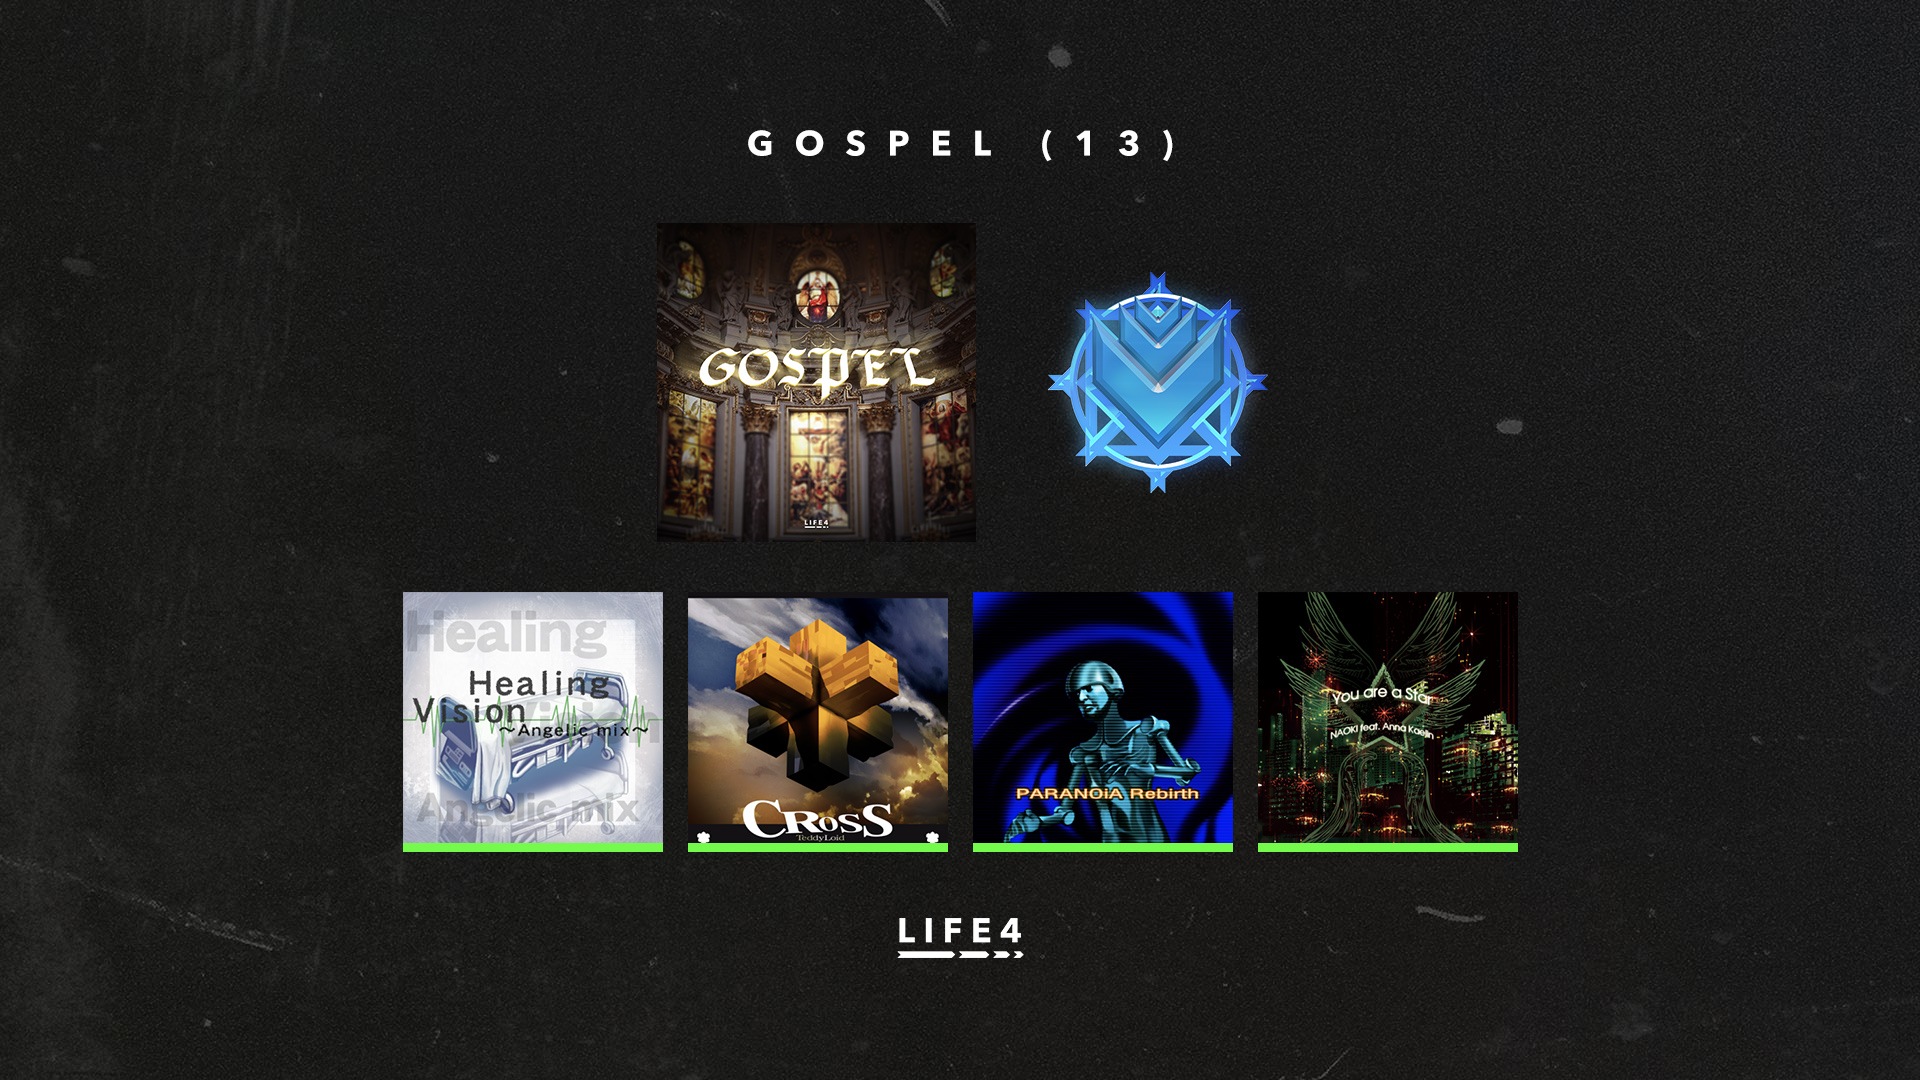 GOSPEL (13)
GOSPEL
LIFE4
Healing
Healing
Vision
~Angelic mix~
Angelic mix
CROSS
TeddyLoid
PARANOiA Rebirth
You are a Star
NAOKI feat. Anna Kaelin
LIFE4